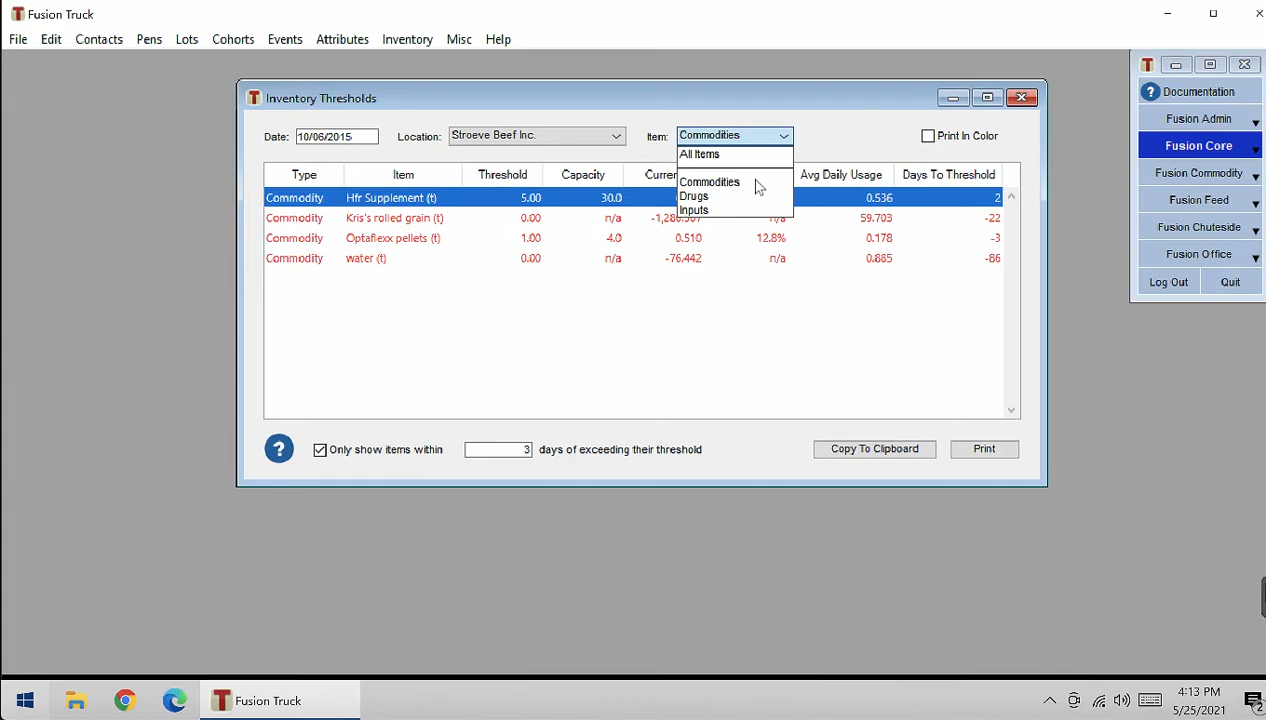 Fusion Truck
File Edit Contacts Pens Lots Cohorts Events Attributes Inventory Misc Help
Inventory Thresholds
Date: 10/06/2015 Location: Stroeve Beef Inc. Item: Commodities Print In Color
All Items
Commodities
Drugs
Inputs
Type Item Threshold Capacity Avg Daily Usage Days To Threshold
Commodity Hfr Supplement (t) 5.00 30.0 0.536 2
Commodity Kris's rolled grain (t) 0.00 n/a n/a 59.703 -22
Commodity Optaflexx pellets (t) 1.00 4.0 0.510 12.8% 0.178 -3
Commodity water (t) 0.00 n/a -76.442 n/a 0.885 -86
? Only show items within 3 days of exceeding their threshold Copy To Clipboard Print
? Documentation
Fusion Admin
Fusion Core
Fusion Commodity
Fusion Feed
Fusion Chuteside
Fusion Office
Log Out Quit
Fusion Truck
4:13 PM
5/25/2021
2